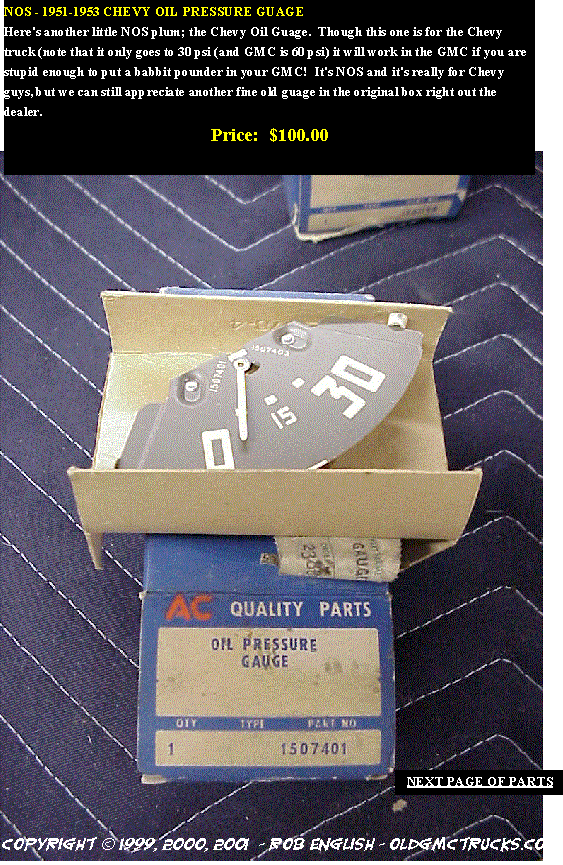 NOS - 1951-1953 CHEVY OIL PRESSURE GUAGE
Here's another little NOS plum; the Chevy Oil Guage.  Though this one is for the Chevy
truck (note that it only goes to 30 psi (and GMC is 60 psi) it will work in the GMC if you are
stupid enough to put a babbit pounder in your GMC!  It's NOS and it's really for Chevy
guys, but we can still appreciate another fine old guage in the original box right out the
dealer.
Price:  $100.00
1507401
1507403
30
15
0
GAUGE
AC QUALITY PARTS
OIL PRESSURE
GAUGE
QTY TYPE PART NO
1 1507401
NEXT PAGE OF PARTS
COPYRIGHT © 1999, 2000, 2001 - ROB ENGLISH - OLDGMCTRUCKS.CO